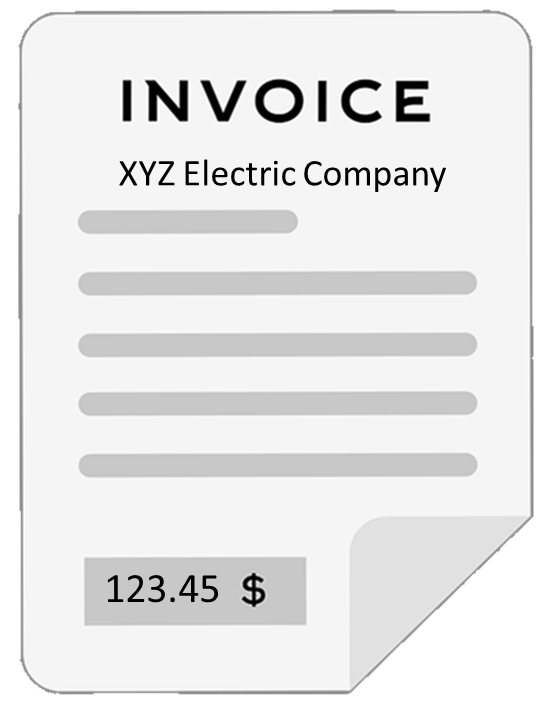 INVOICE
XYZ Electric Company
123.45 $